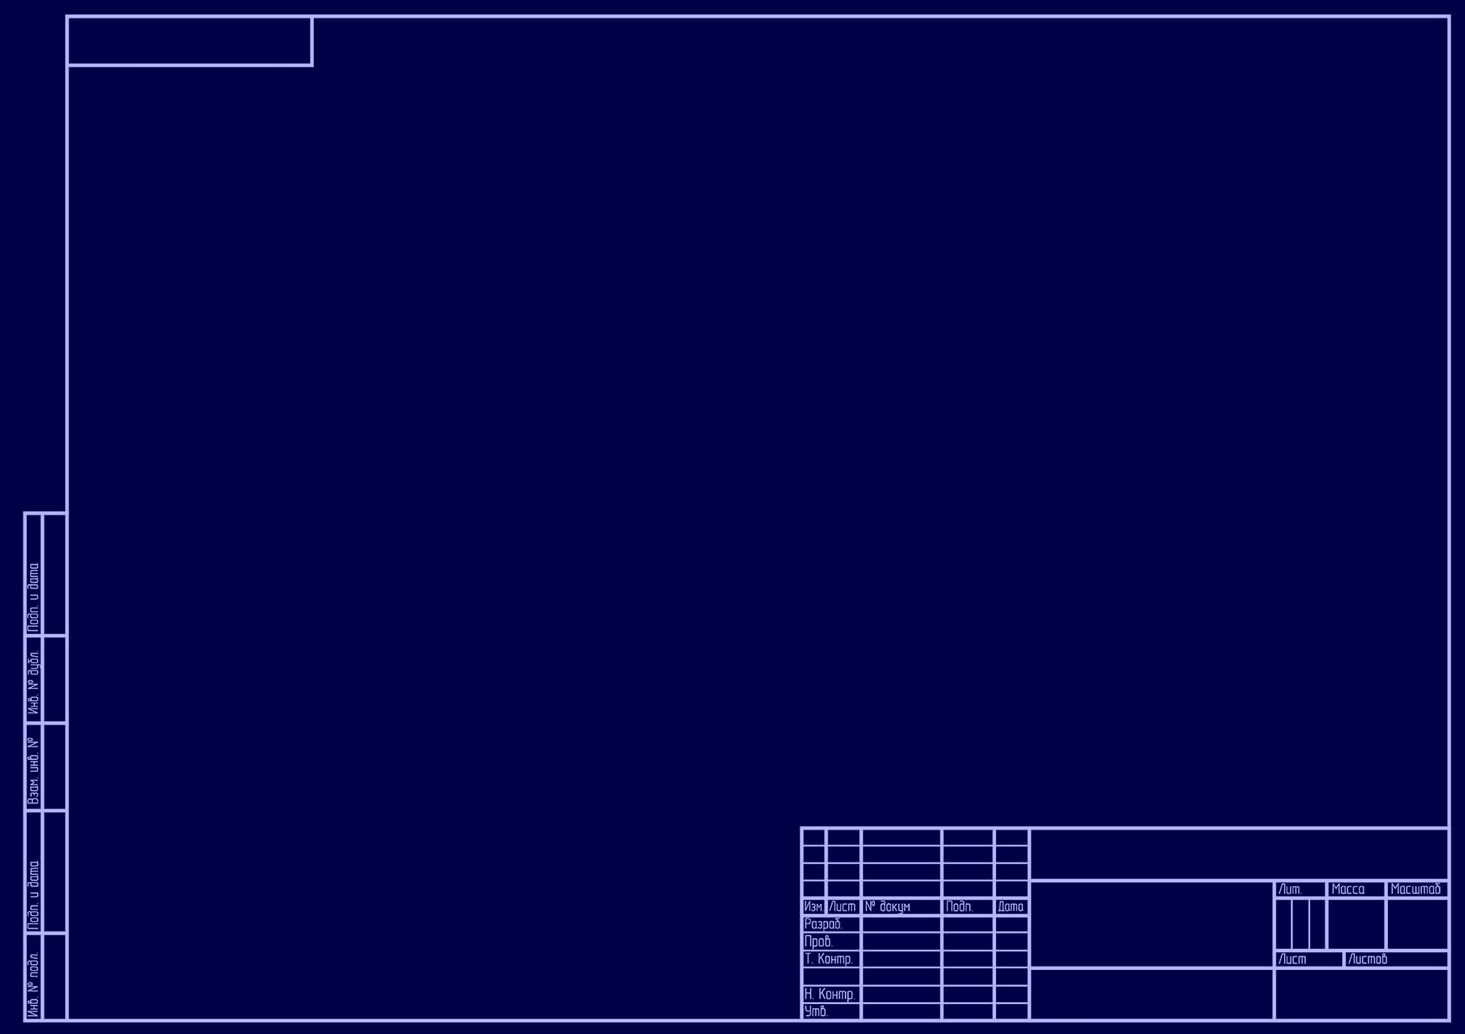 Подп. и дата
Инв. № дубл.
Взам. инв. №
Подп. и дата
Инв. № подл.
Лит. Масса Масштаб
Изм Лист № докум Подп. Дата
Разраб.
Пров.
Т. Контр. Лист Листов
Н. Контр.
Утв.